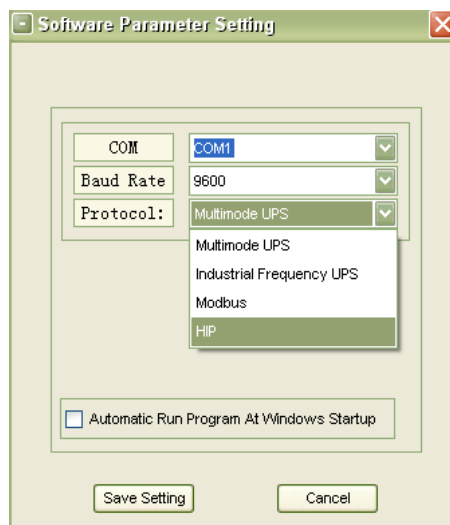 Software Parameter Setting
COM COM1
Baud Rate 9600
Protocol: Multimode UPS
Multimode UPS
Industrial Frequency UPS
Modbus
HIP
Automatic Run Program At Windows Startup
Save Setting Cancel